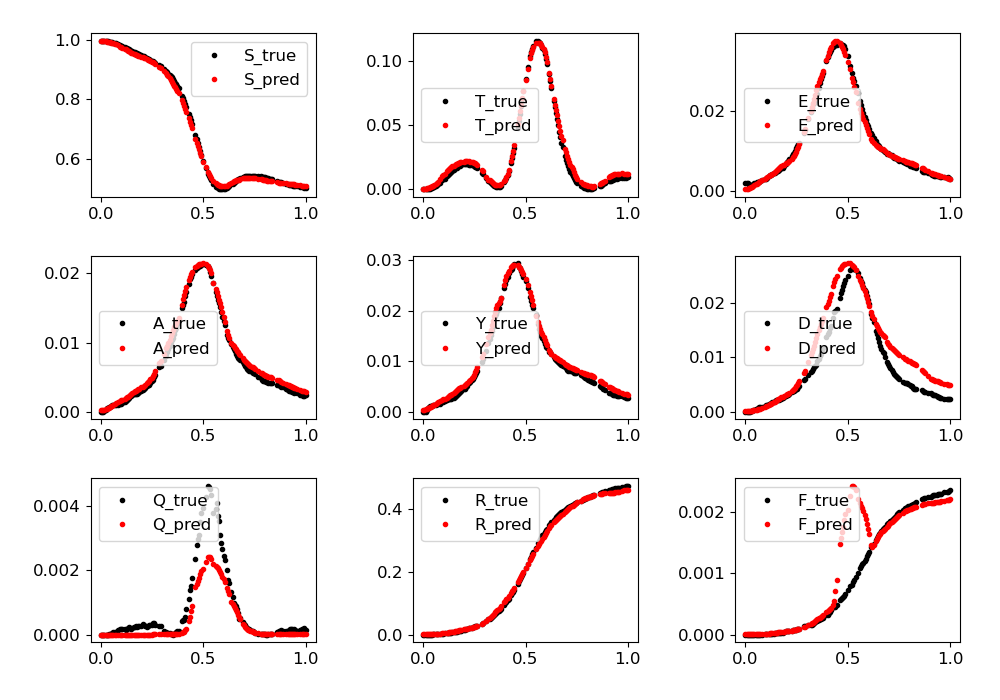 1.0
0.8
0.6
S_true
S_pred
0.0 0.5 1.0
0.10
0.05
0.00
T_true
T_pred
0.0 0.5 1.0
0.02
0.00
E_true
E_pred
0.0 0.5 1.0
0.02
0.01
0.00
A_true
A_pred
0.0 0.5 1.0
0.03
0.02
0.01
0.00
Y_true
Y_pred
0.0 0.5 1.0
0.02
0.01
0.00
D_true
D_pred
0.0 0.5 1.0
0.004
0.002
0.000
Q_true
Q_pred
0.0 0.5 1.0
0.4
0.2
0.0
R_true
R_pred
0.0 0.5 1.0
0.002
0.001
0.000
F_true
F_pred
0.0 0.5 1.0